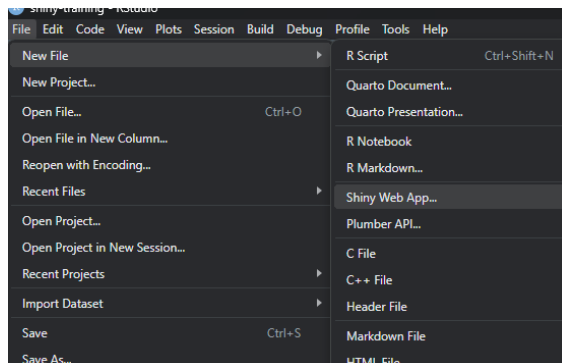 shiny-training - RStudio
File Edit Code View Plots Session Build Debug Profile Tools Help
New File
New Project...
Open File... Ctrl+O
Open File in New Column...
Reopen with Encoding...
Recent Files
Open Project...
Open Project in New Session...
Recent Projects
Import Dataset
Save Ctrl+S
Save As...
R Script Ctrl+Shift+N
Quarto Document...
Quarto Presentation...
R Notebook
R Markdown...
Shiny Web App...
Plumber API...
C File
C++ File
Header File
Markdown File
HTML File